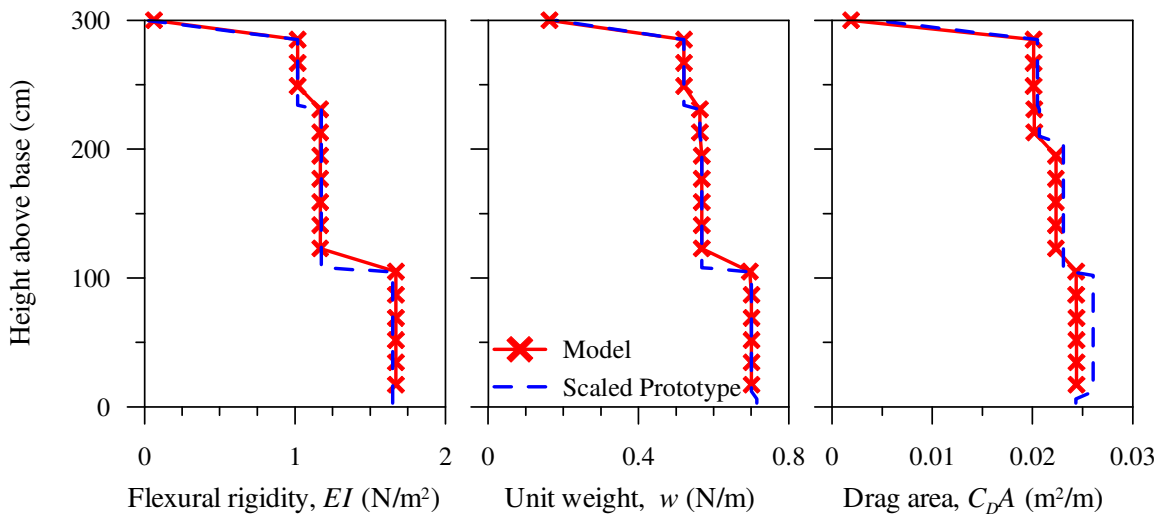 300
200
100
0
Height above base (cm)
0 1 2
Flexural rigidity, EI (N/m²)
Model
Scaled Prototype
0 0.4 0.8
Unit weight, w (N/m)
0 0.01 0.02 0.03
Drag area, C_DA (m²/m)